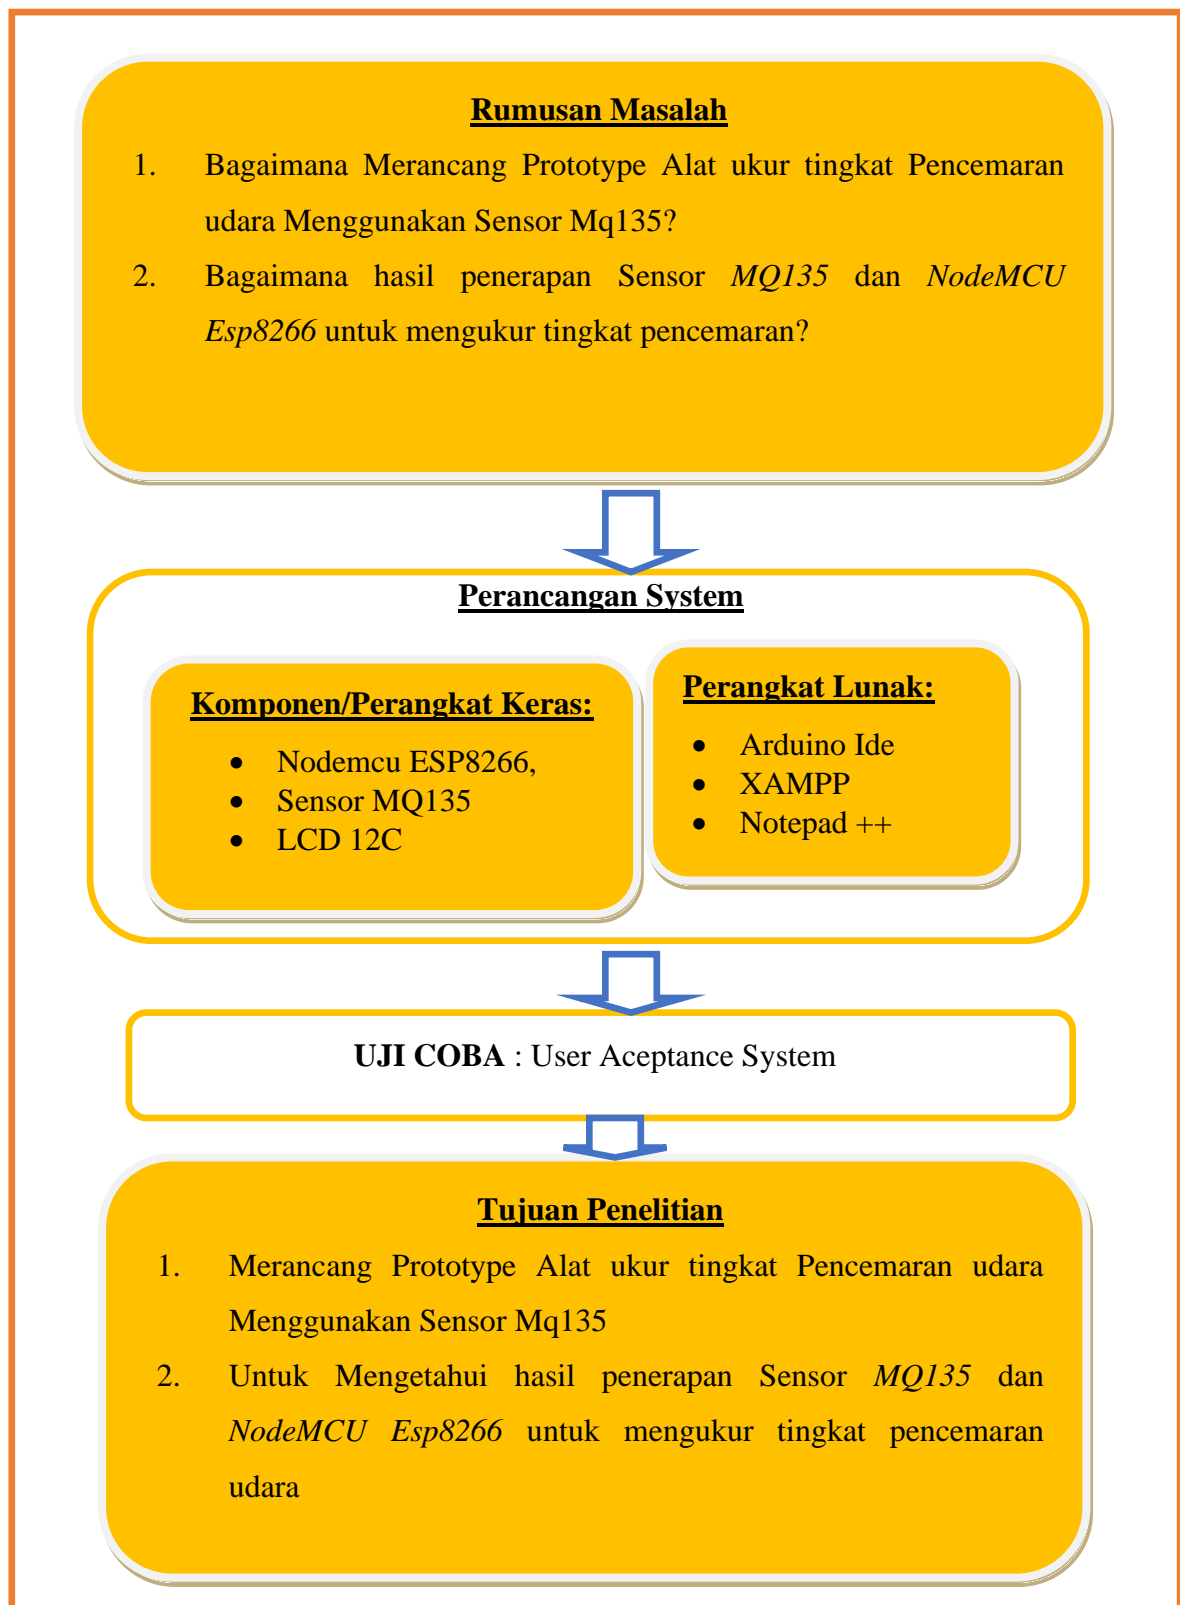 Rumusan Masalah
1. Bagaimana Merancang Prototype Alat ukur tingkat Pencemaran
udara Menggunakan Sensor Mq135?
2. Bagaimana hasil penerapan Sensor MQ135 dan NodeMCU
Esp8266 untuk mengukur tingkat pencemaran?
Perancangan System
Komponen/Perangkat Keras:
• Nodemcu ESP8266,
• Sensor MQ135
• LCD 12C
Perangkat Lunak:
• Arduino Ide
• XAMPP
• Notepad ++
UJI COBA : User Aceptance System
Tujuan Penelitian
1. Merancang Prototype Alat ukur tingkat Pencemaran udara
Menggunakan Sensor Mq135
2. Untuk Mengetahui hasil penerapan Sensor MQ135 dan
NodeMCU Esp8266 untuk mengukur tingkat pencemaran
udara